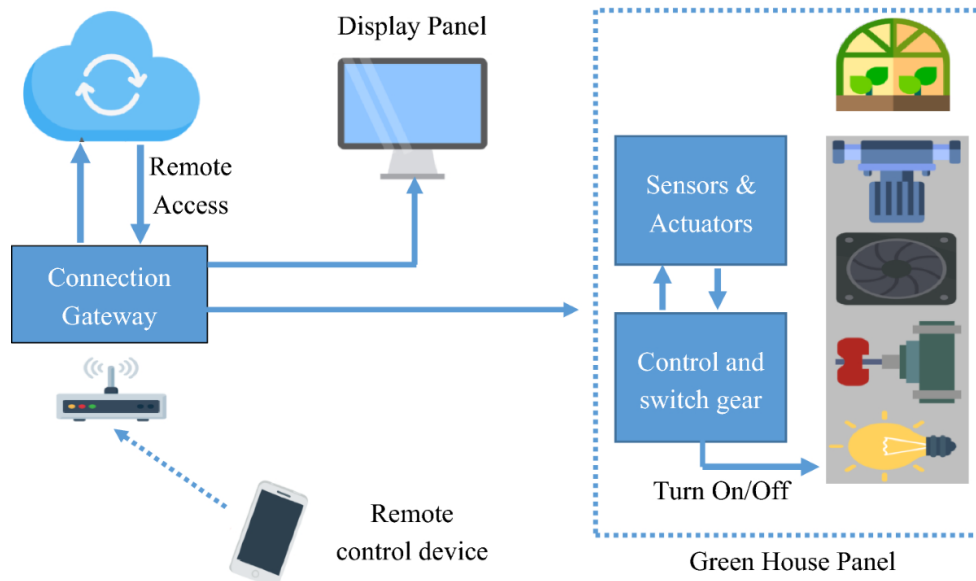 Display Panel
Remote
Access
Connection
Gateway
Remote
control device
Sensors &
Actuators
Control and
switch gear
Turn On/Off
Green House Panel